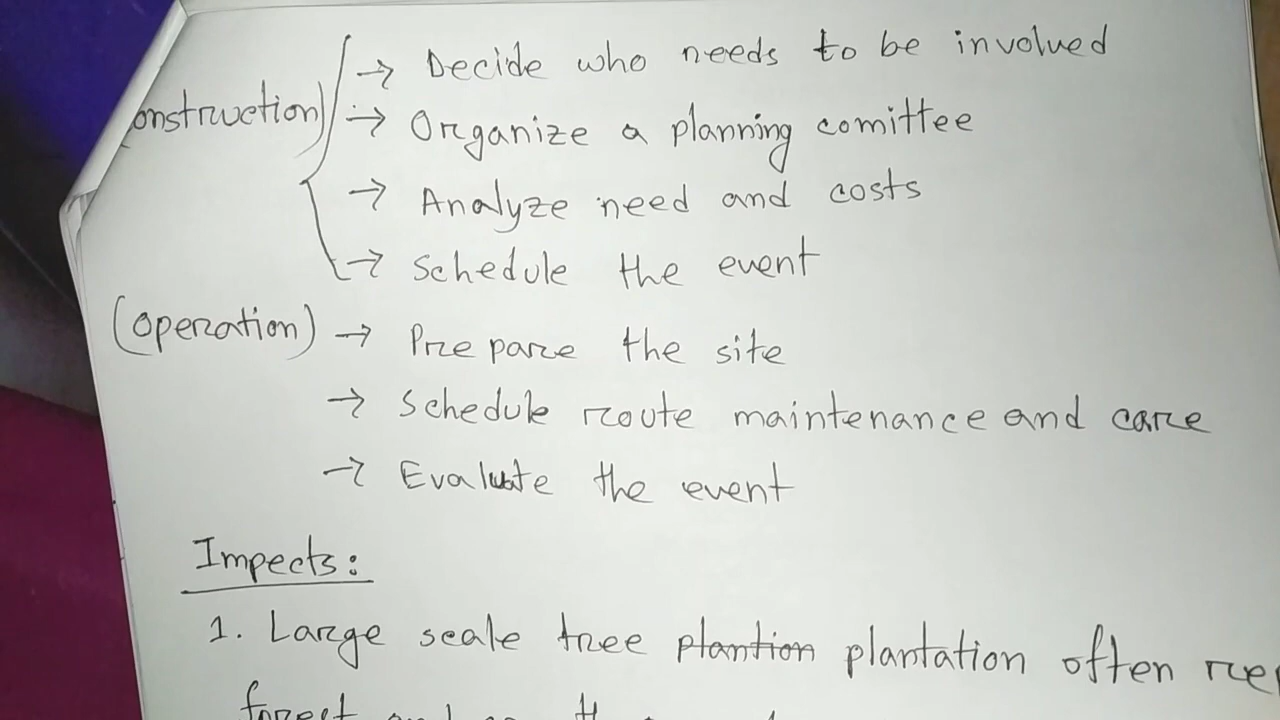 onstruction) → Decide who needs to be involved
→ Organize a planning comittee
→ Analyze need and costs
→ Schedule the event
(operation) → Prepare the site
→ Schedule route maintenance and care
→ Evaluate the event
Impects:
1. Large scale tree plantion plantation often
forest